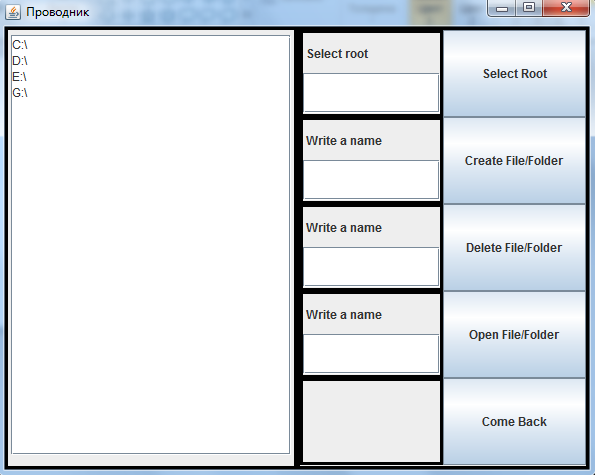 Проводник
C:\
D:\
E:\
G:\
Select root
Select Root
Write a name
Create File/Folder
Write a name
Delete File/Folder
Write a name
Open File/Folder
Come Back